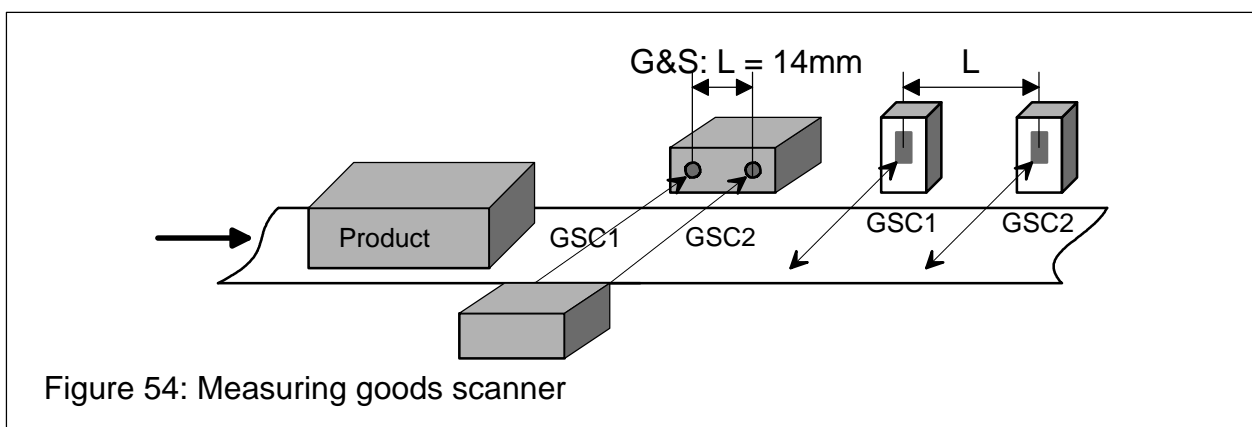 G&S: L = 14mm
L
Product
GSC1
GSC2
GSC1
GSC2
Figure 54: Measuring goods scanner